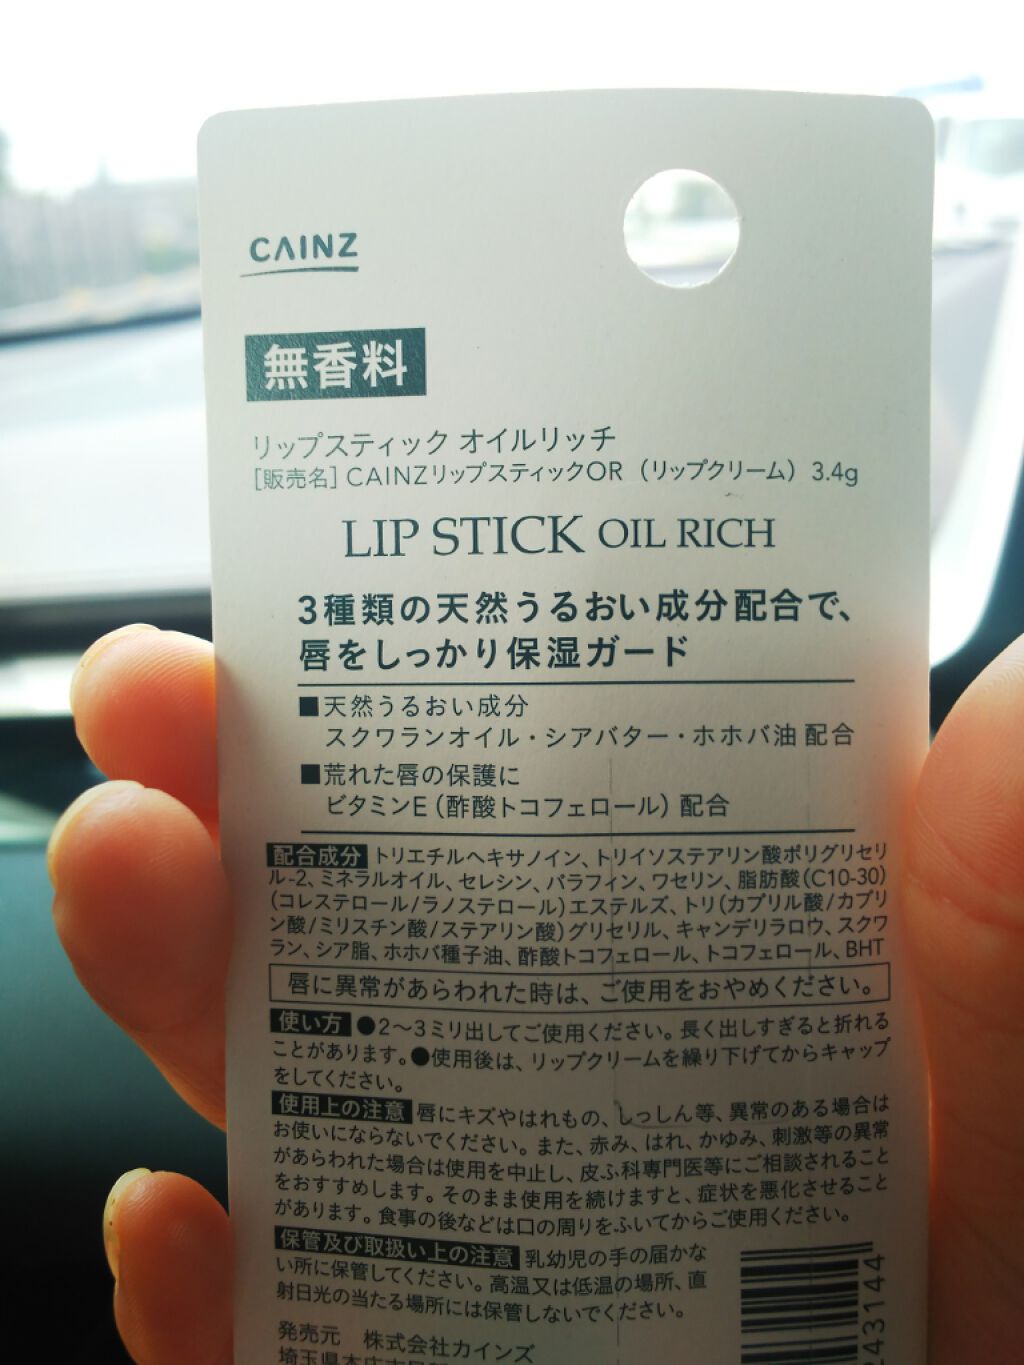 CAINZ
無香料
リップスティック オイルリッチ
［販売名］CAINZリップスティックOR（リップクリーム）3.4g
LIP STICK OIL RICH
3種類の天然うるおい成分配合で、
唇をしっかり保湿ガード
■天然うるおい成分
スクワランオイル・シアバター・ホホバ油 配合
■荒れた唇の保護に
ビタミンE（酢酸トコフェロール）配合
配合成分 トリエチルヘキサノイン、トリイソステアリン酸ポリグリセリ
ル-2、ミネラルオイル、セレシン、パラフィン、ワセリン、脂肪酸（C10-30）
（コレステロール/ラノステロール）エステルズ、トリ（カプリル酸/カプリ
ン酸/ミリスチン酸/ステアリン酸）グリセリル、キャンデリラロウ、スクワ
ラン、シア脂、ホホバ種子油、酢酸トコフェロール、トコフェロール、BHT
唇に異常があらわれた時は、ご使用をおやめください。
使い方 ●2〜3ミリ出してご使用ください。長く出しすぎると折れる
ことがあります。●使用後は、リップクリームを繰り下げてからキャップ
をしてください。
使用上の注意 唇にキズやはれもの、しっしん等、異常のある場合は
お使いにならないでください。また、赤み、はれ、かゆみ、刺激等の異常
があらわれた場合は使用を中止し、皮ふ科専門医等にご相談されること
をおすすめします。そのまま使用を続けますと、症状を悪化させること
があります。食事の後などは口の周りをふいてからご使用ください。
保管及び取扱い上の注意 乳幼児の手の届かな
い所に保管してください。高温又は低温の場所、直
射日光の当たる場所には保管しないでください。
発売元 株式会社カインズ
埼玉県本庄市早
43144